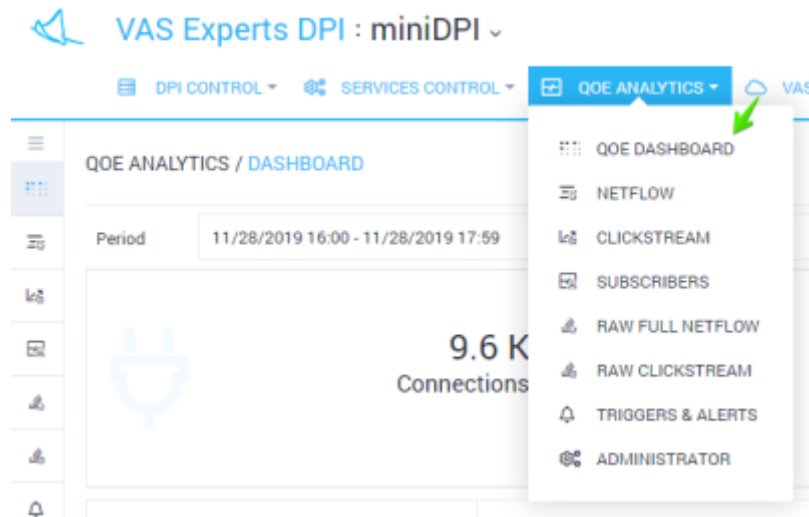 VAS Experts DPI : miniDPI
DPI CONTROL SERVICES CONTROL QOE ANALYTICS VAS
QOE ANALYTICS / DASHBOARD
Period 11/28/2019 16:00 - 11/28/2019 17:59
9.6 K
Connections
QOE DASHBOARD
NETFLOW
CLICKSTREAM
SUBSCRIBERS
RAW FULL NETFLOW
RAW CLICKSTREAM
TRIGGERS & ALERTS
ADMINISTRATOR